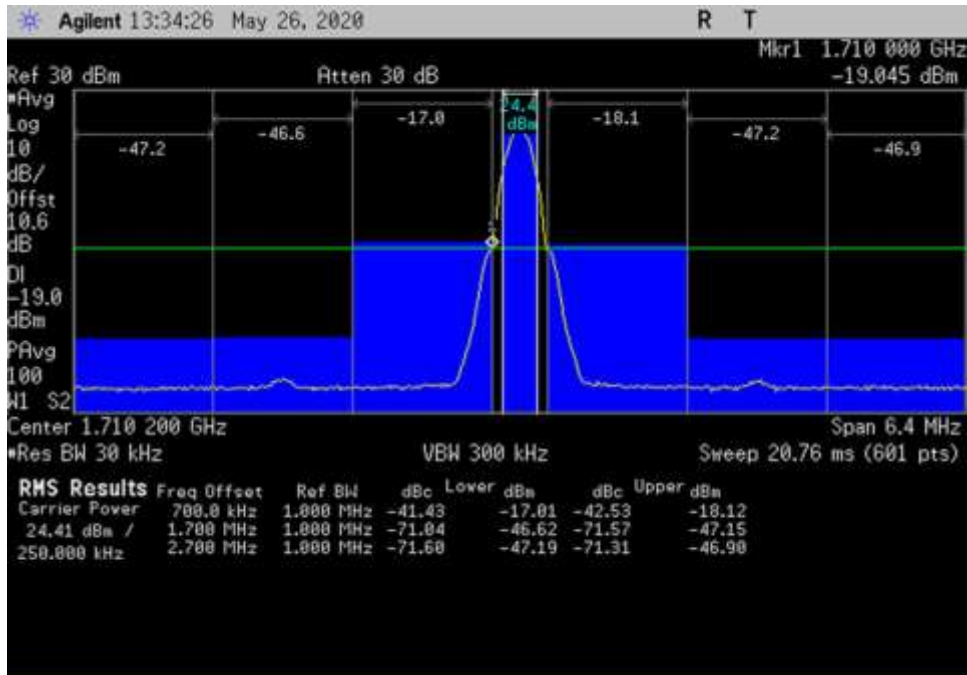 Agilent 13:34:26 May 26, 2020 R T
Mkr1 1.710 000 GHz
Ref 30 dBm Atten 30 dB -19.045 dBm
*Avg
Log
10
dB/
Offst
10.6
dB
DI
-19.0
dBm
PAvg
100
W1 S2
-47.2 -46.6 -17.0 24.4 dBm -18.1 -47.2 -46.9
1
Center 1.710 200 GHz Span 6.4 MHz
*Res BW 30 kHz VBW 300 kHz Sweep 20.76 ms (601 pts)
RMS Results Freq Offset Ref BW dBc Lower dBm dBc Upper dBm
Carrier Power 700.0 kHz 1.000 MHz -41.43 -17.01 -42.53 -18.12
24.41 dBm / 1.700 MHz 1.000 MHz -71.04 -46.62 -71.57 -47.15
250.000 kHz 2.700 MHz 1.000 MHz -71.60 -47.19 -71.31 -46.90